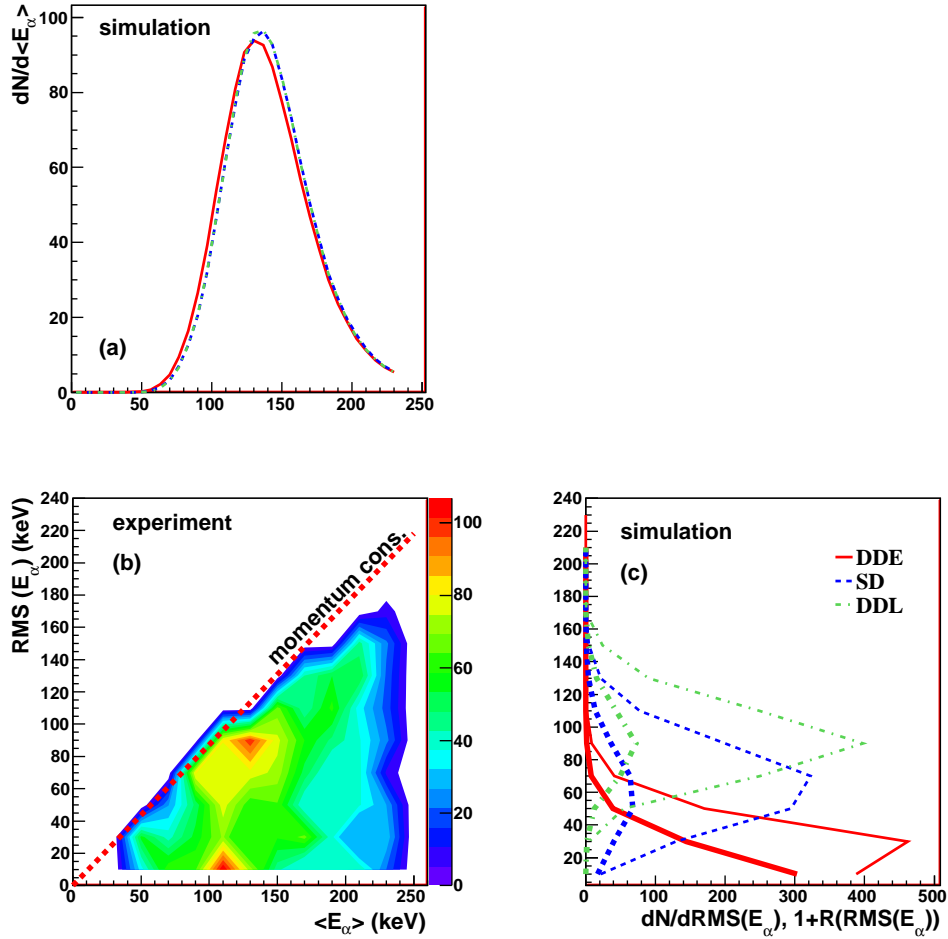 dN/d<E_α>
100
80
60
40
20
0
simulation
(a)
0 50 100 150 200 250
RMS (E_α) (keV)
240
220
200
180
160
140
120
100
80
60
40
20
0
experiment
(b)
momentum cons.
0 50 100 150 200 250
<E_α> (keV)
100
80
60
40
20
0
240
220
200
180
160
140
120
100
80
60
40
20
simulation
(c)
DDE
SD
DDL
0 100 200 300 400 500
dN/dRMS(E_α), 1+R(RMS(E_α))